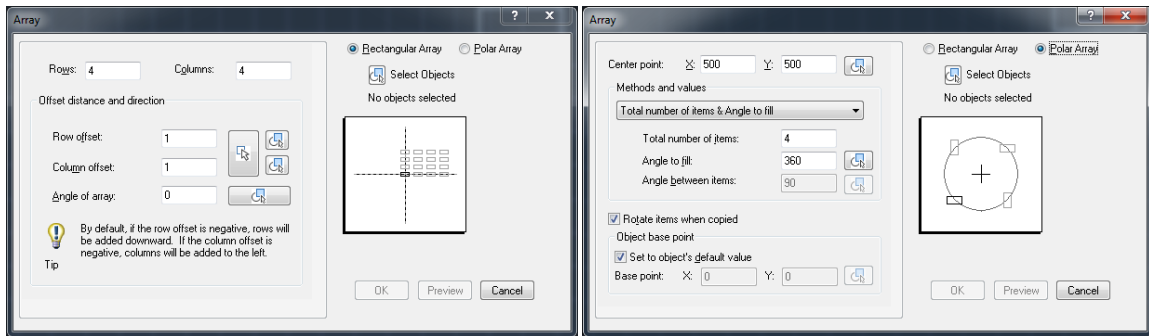 Array
? x
Rectangular Array Polar Array
Rows: 4 Columns: 4
Select Objects
No objects selected
Offset distance and direction
Row offset: 1
Column offset: 1
Angle of array: 0
By default, if the row offset is negative, rows will
be added downward. If the column offset is
negative, columns will be added to the left.
Tip
OK Preview Cancel
Array
? x
Rectangular Array Polar Array
Center point: X: 500 Y: 500
Select Objects
No objects selected
Methods and values
Total number of items & Angle to fill
Total number of items: 4
Angle to fill: 360
Angle between items: 90
Rotate items when copied
Object base point
Set to object's default value
Base point: X: 0 Y: 0
OK Preview Cancel